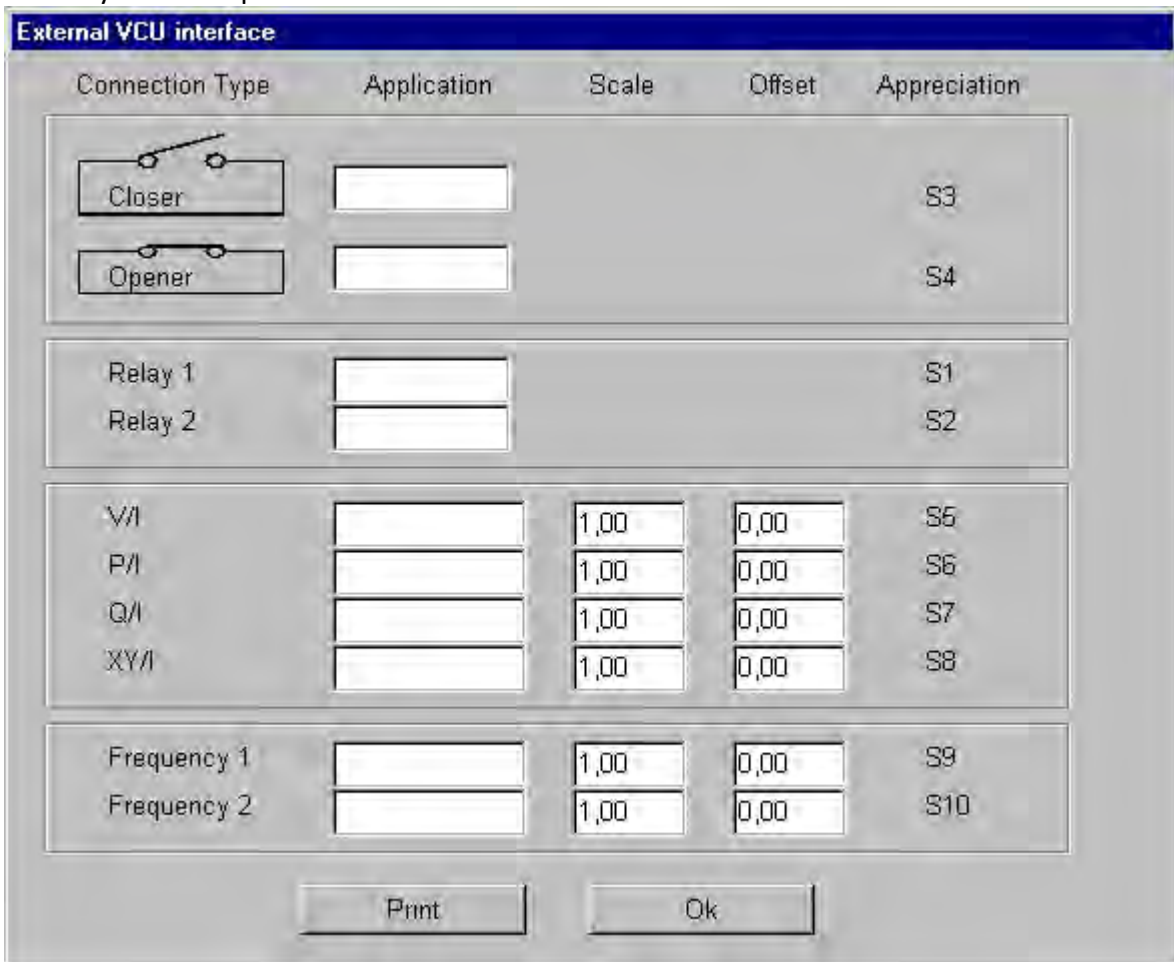 External VCU interface
Connection Type Application Scale Offset Appreciation
Closer S3
Opener S4
Relay 1 S1
Relay 2 S2
V/I 1,00 0,00 S5
P/I 1,00 0,00 S6
Q/I 1,00 0,00 S7
XY/I 1,00 0,00 S8
Frequency 1 1,00 0,00 S9
Frequency 2 1,00 0,00 S10
Print Ok